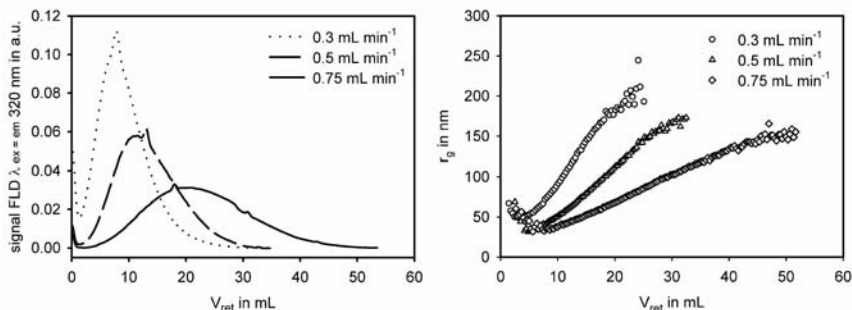 signal FLD λ ex = em 320 nm in a.u.
0.12
0.10
0.08
0.06
0.04
0.02
0.00
0.3 mL min⁻¹
0.5 mL min⁻¹
0.75 mL min⁻¹
0 10 20 30 40 50 60
V_ret in mL
r_g in nm
300
250
200
150
100
50
0
0.3 mL min⁻¹
0.5 mL min⁻¹
0.75 mL min⁻¹
0 10 20 30 40 50 60
V_ret in mL